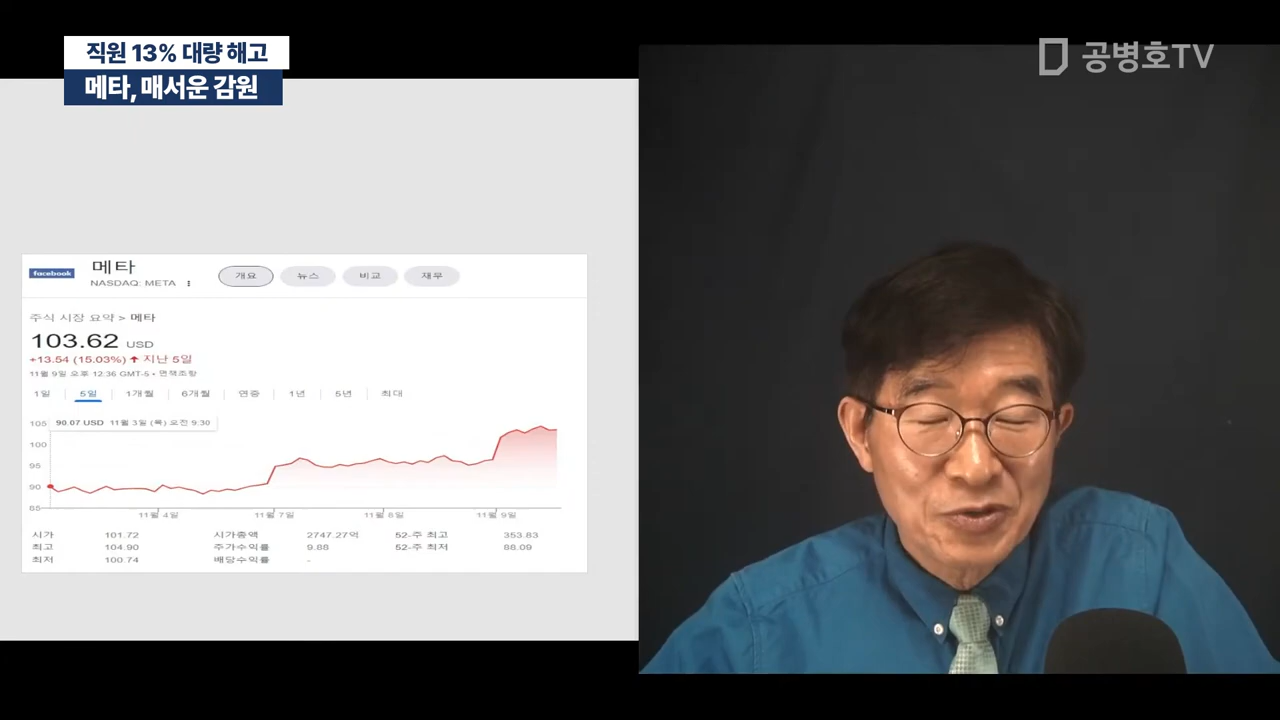 직원 13% 대량 해고
메타, 매서운 감원
공병호TV
facebook
메타
NASDAQ: META
개요 뉴스 비교 재무
주식 시장 요약 > 메타
103.62 USD
+13.54 (15.03%) ↑ 지난 5일
11월 9일 오후 12:36 GMT-5 • 면책조항
1일 5일 1개월 6개월 연중 1년 5년 최대
90.07 USD 11월 3일 (목) 오전 9:30
105
100
95
90
85
11월 4일 11월 7일 11월 8일 11월 9일
시가 101.72 시가총액 2747.27억 52-주 최고 353.83
최고 104.90 주가수익률 9.88 52-주 최저 88.09
최저 100.74 배당수익률 -